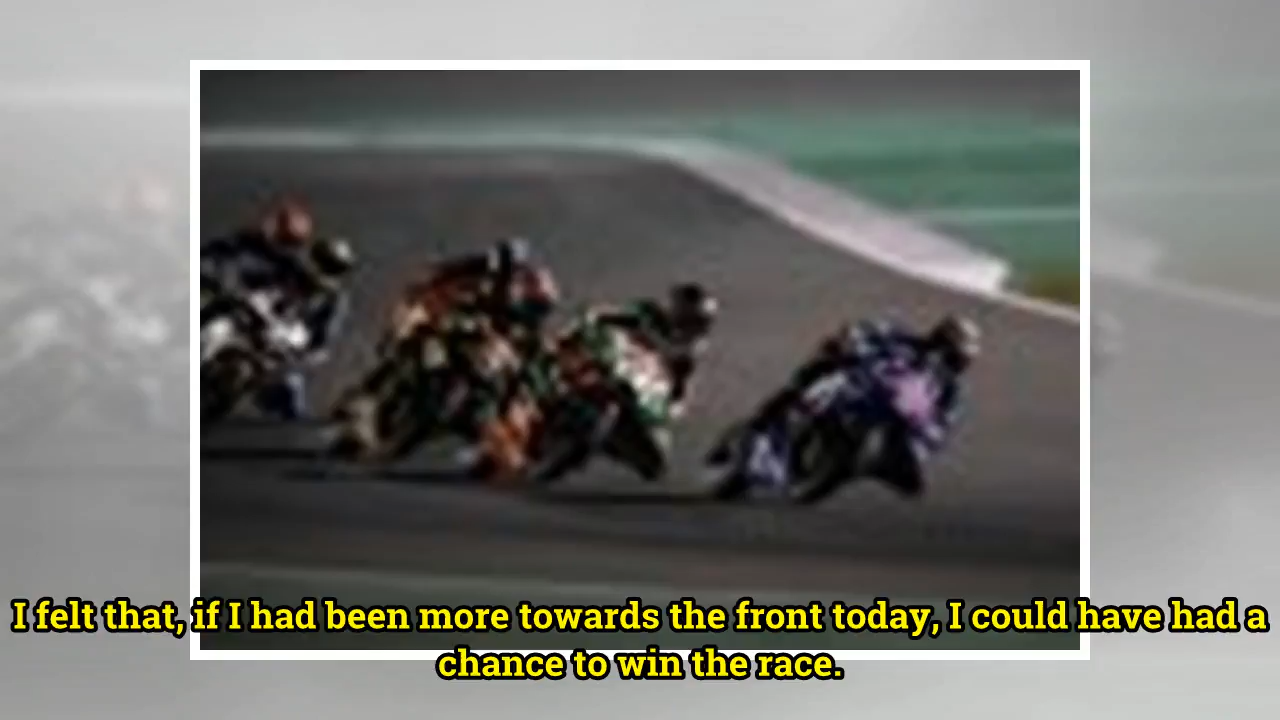 I felt that, if I had been more towards the front today, I could have had a
chance to win the race.